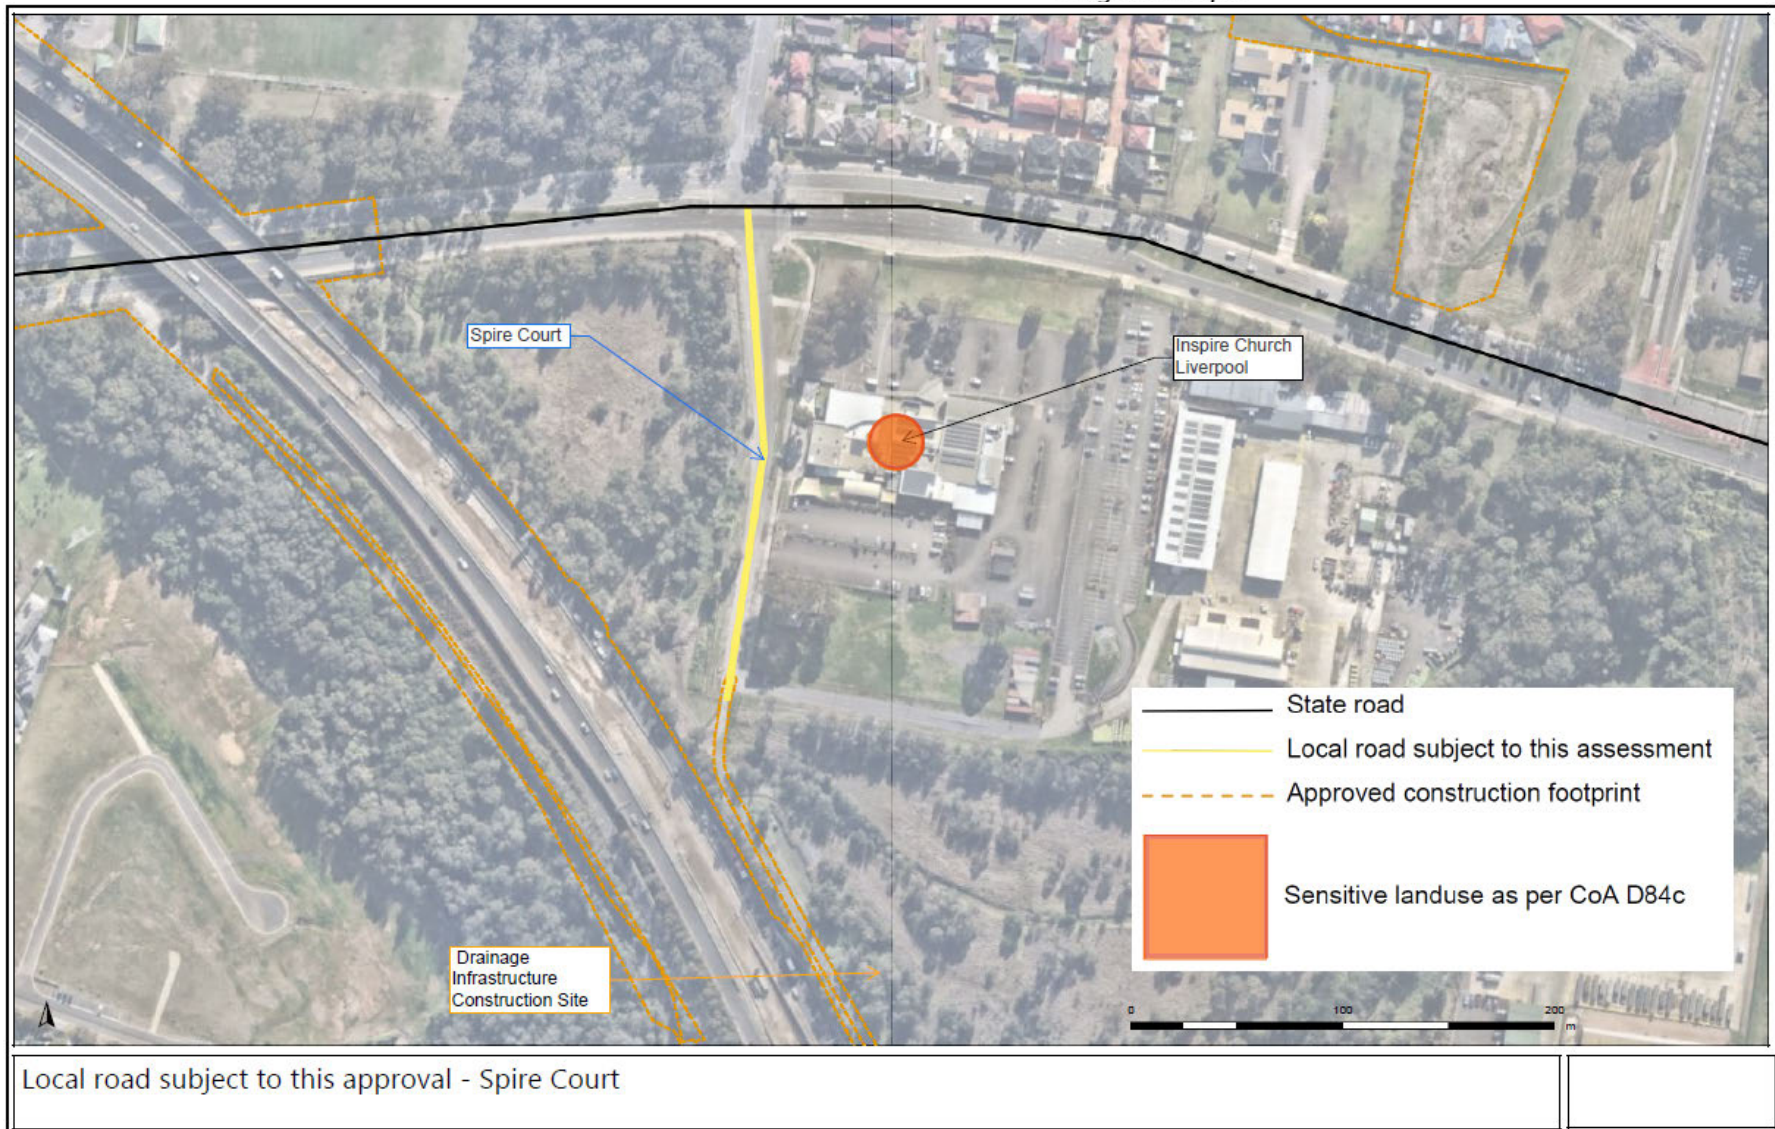 Spire Court
Inspire Church
Liverpool
State road
Local road subject to this assessment
Approved construction footprint
Sensitive landuse as per CoA D84c
Drainage
Infrastructure
Construction Site
0 100 200
m
Local road subject to this approval - Spire Court